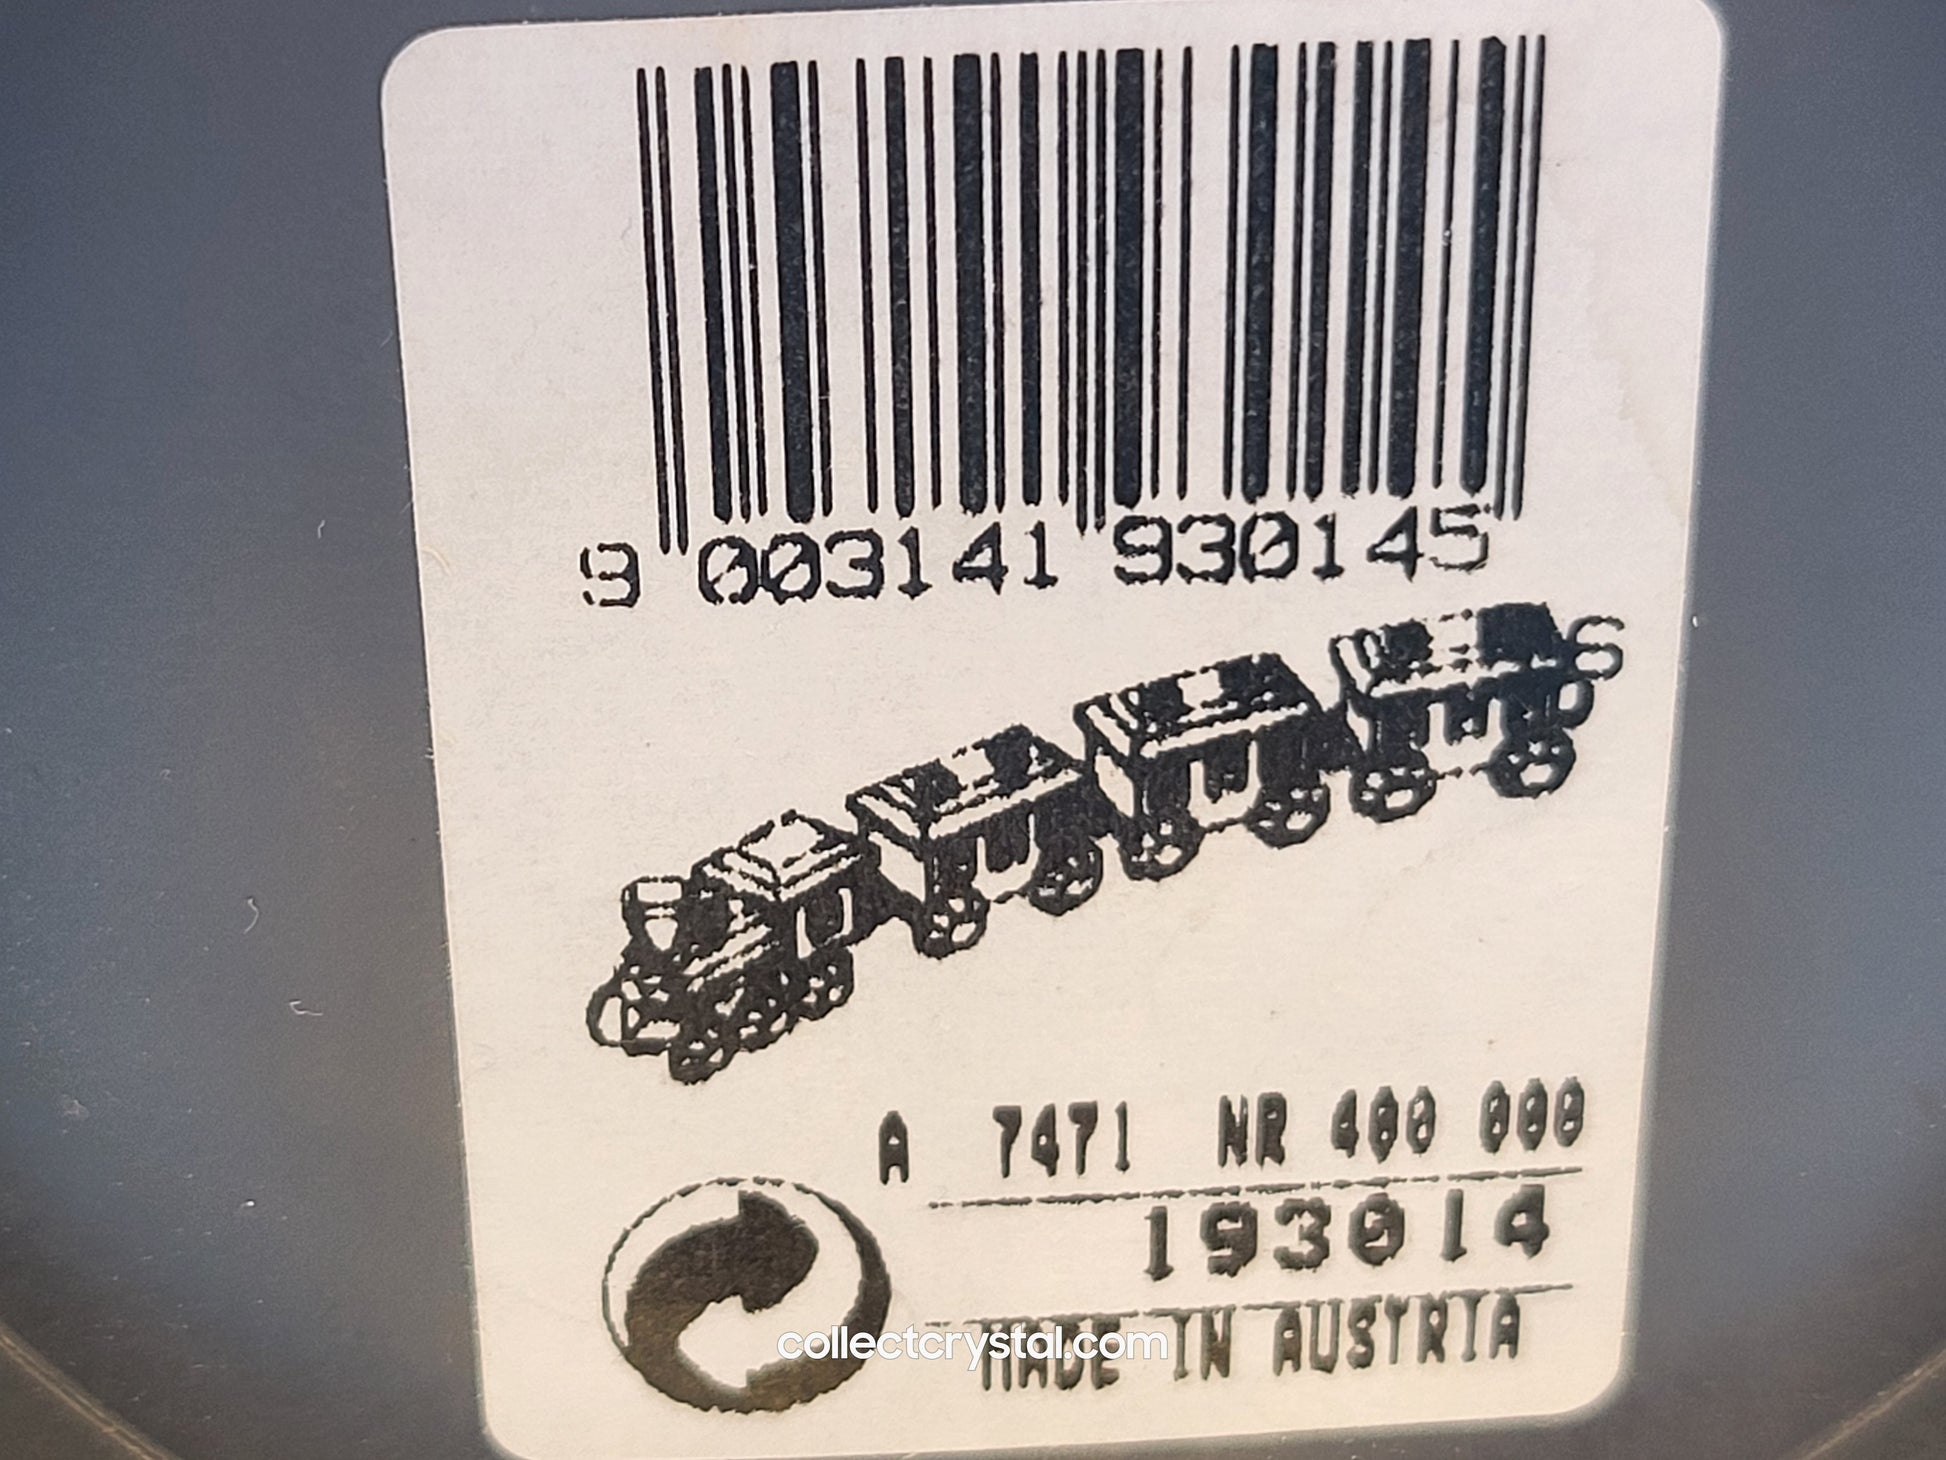 9 003141 930145
A 7471 NR 400 000
193014
MADE IN AUSTRIA
collectcrystal.com